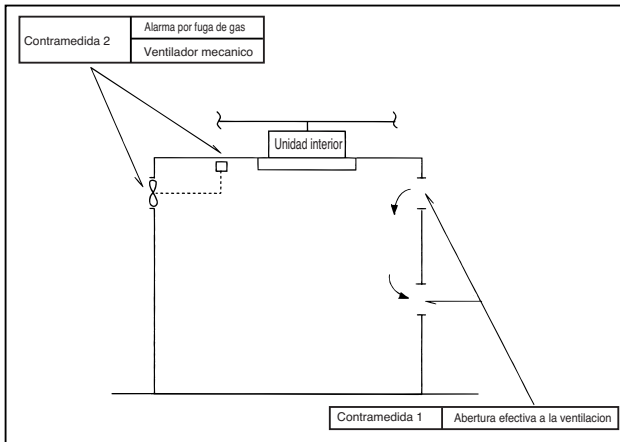 Contramedida 2
Alarma por fuga de gas
Ventilador mecanico
Unidad interior
Contramedida 1
Abertura efectiva a la ventilacion